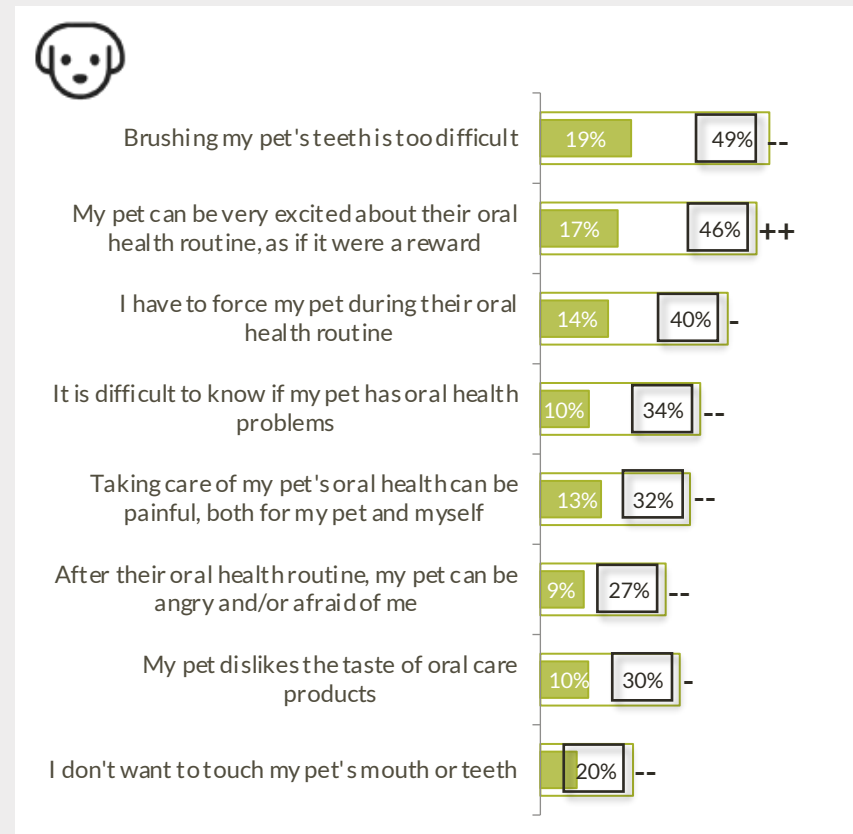 Brushing my pet's teeth is too difficult
19% 49% --
My pet can be very excited about their oral
health routine, as if it were a reward
17% 46% ++
I have to force my pet during their oral
health routine
14% 40% -
It is difficult to know if my pet has oral health
problems
10% 34% --
Taking care of my pet's oral health can be
painful, both for my pet and myself
13% 32% --
After their oral health routine, my pet can be
angry and/or afraid of me
9% 27% --
My pet dislikes the taste of oral care
products
10% 30% -
I don't want to touch my pet's mouth or teeth
20% --